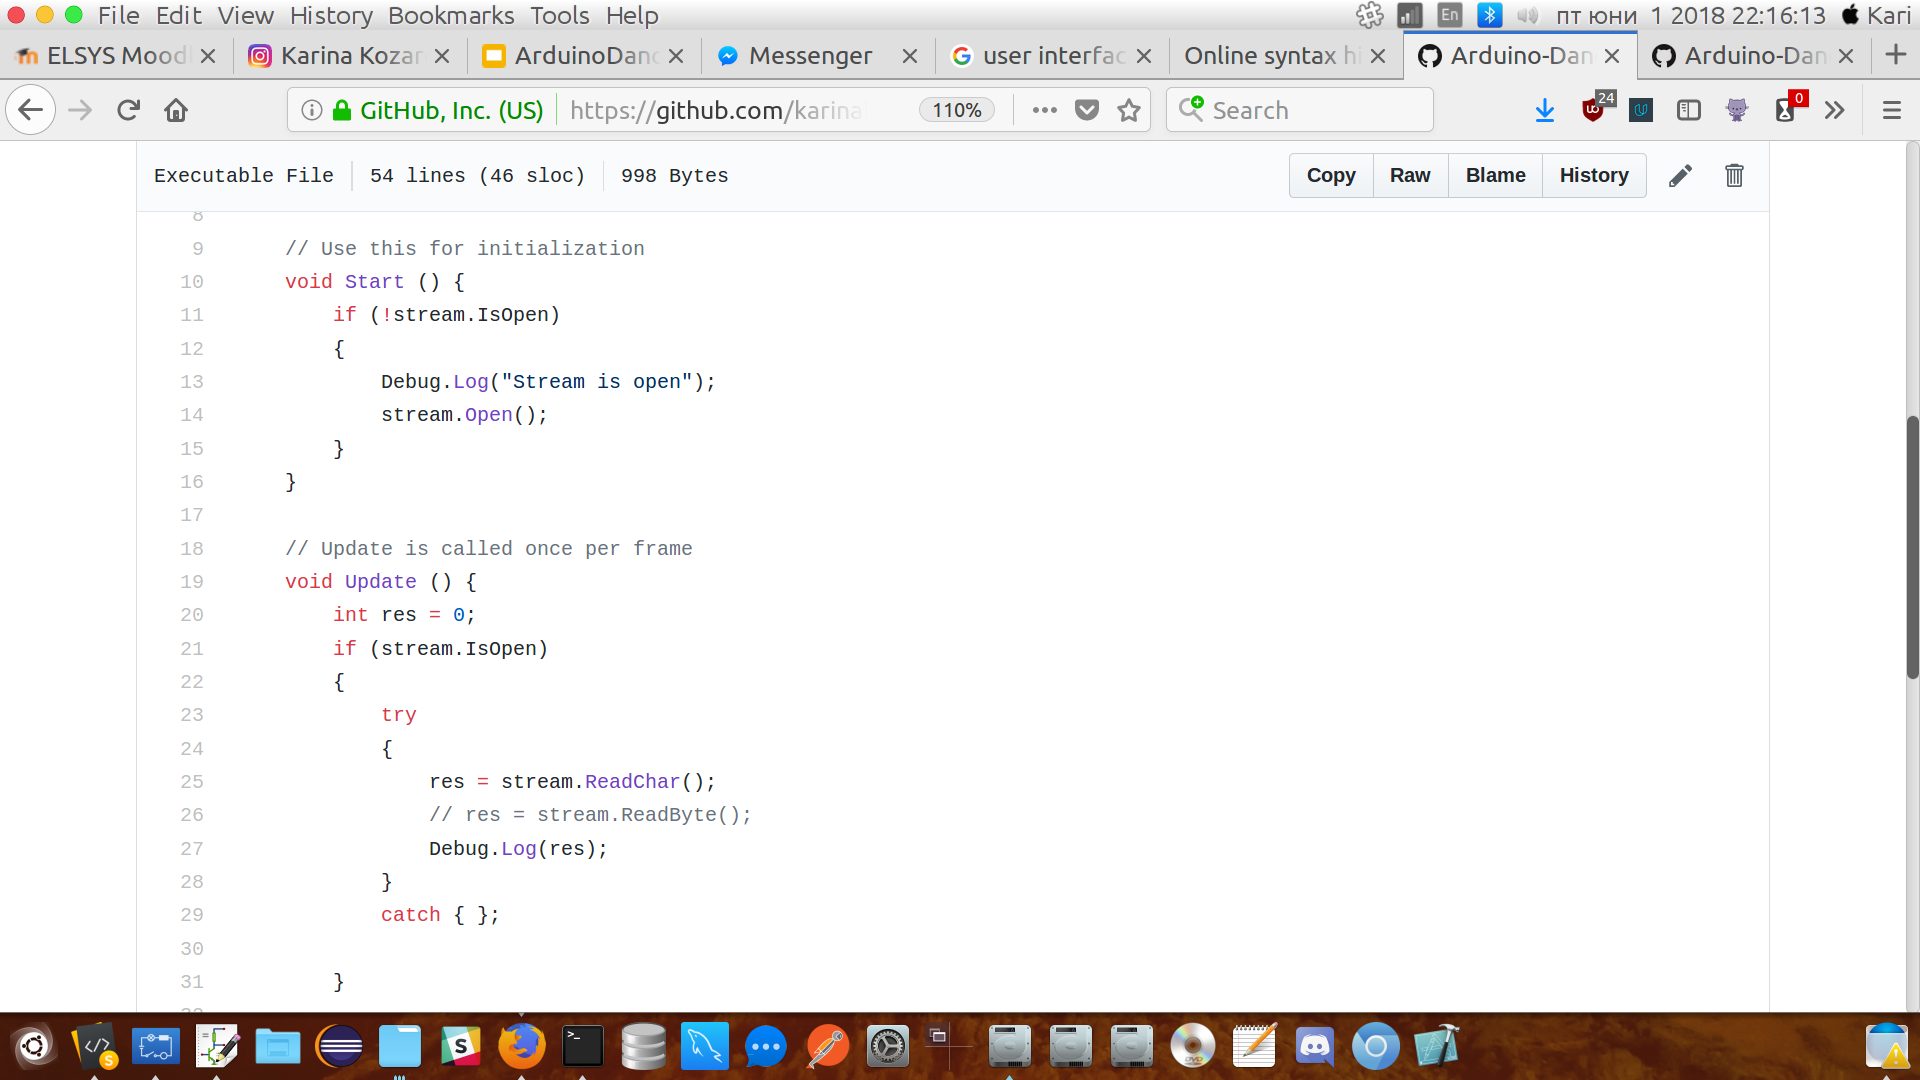 File Edit View History Bookmarks Tools Help En пт юни 1 2018 22:16:13 Kari
ELSYS Mood Karina Kozar ArduinoDanc Messenger user interfac Online syntax hi Arduino-Dan Arduino-Dan
GitHub, Inc. (US) https://github.com/karina 110% Search 24 0
Executable File 54 lines (46 sloc) 998 Bytes Copy Raw Blame History
8
9 // Use this for initialization
10 void Start () {
11 if (!stream.IsOpen)
12 {
13 Debug.Log("Stream is open");
14 stream.Open();
15 }
16 }
17
18 // Update is called once per frame
19 void Update () {
20 int res = 0;
21 if (stream.IsOpen)
22 {
23 try
24 {
25 res = stream.ReadChar();
26 // res = stream.ReadByte();
27 Debug.Log(res);
28 }
29 catch { };
30
31 }